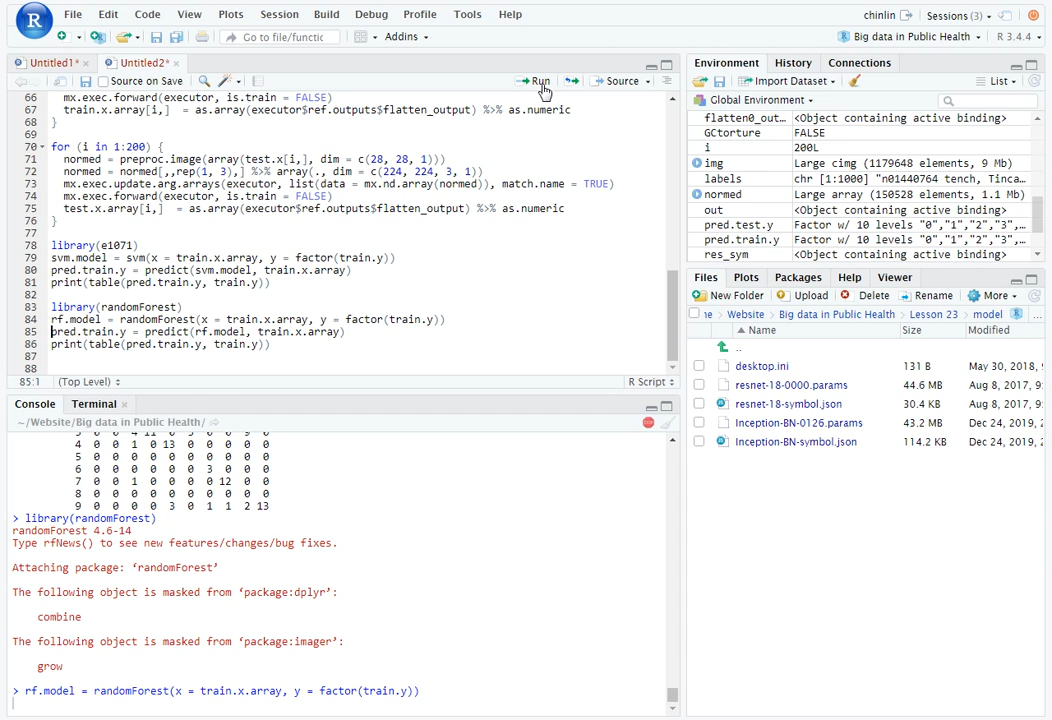 R File Edit Code View Plots Session Build Debug Profile Tools Help chinlin Sessions (3)
Go to file/functic Addins Big data in Public Health R 3.4.4
Untitled1* × Untitled2* ×
Source on Save Run Source
66 mx.exec.forward(executor, is.train = FALSE)
67 train.x.array[i,] = as.array(executor$ref.outputs$flatten_output) %>% as.numeric
68 }
69
70 for (i in 1:200) {
71 normed = preproc.image(array(test.x[i,], dim = c(28, 28, 1)))
72 normed = normed[,,rep(1, 3),] %>% array(., dim = c(224, 224, 3, 1))
73 mx.exec.update.arg.arrays(executor, list(data = mx.nd.array(normed)), match.name = TRUE)
74 mx.exec.forward(executor, is.train = FALSE)
75 test.x.array[i,] = as.array(executor$ref.outputs$flatten_output) %>% as.numeric
76 }
77
78 library(e1071)
79 svm.model = svm(x = train.x.array, y = factor(train.y))
80 pred.train.y = predict(svm.model, train.x.array)
81 print(table(pred.train.y, train.y))
82
83 library(randomForest)
84 rf.model = randomForest(x = train.x.array, y = factor(train.y))
85 pred.train.y = predict(rf.model, train.x.array)
86 print(table(pred.train.y, train.y))
87
88
85:1 (Top Level) R Script
Console Terminal ×
~/Website/Big data in Public Health/
4 0 0 1 0 13 0 0 0 0 0
5 0 0 0 0 0 0 0 0 0 0
6 0 0 0 0 0 0 3 0 0 0
7 0 0 1 0 0 0 0 12 0 0
8 0 0 0 0 0 0 0 0 0 0
9 0 0 0 0 3 0 1 1 2 13
> library(randomForest)
randomForest 4.6-14
Type rfNews() to see new features/changes/bug fixes.
Attaching package: ‘randomForest’
The following object is masked from ‘package:dplyr’:
combine
The following object is masked from ‘package:imager’:
grow
> rf.model = randomForest(x = train.x.array, y = factor(train.y))
Environment History Connections
Import Dataset List
Global Environment
flatten0_out… <Object containing active binding>
GCtorture FALSE
i 200L
img Large cimg (1179648 elements, 9 Mb)
labels chr [1:1000] "n01440764 tench, Tinca…
normed Large array (150528 elements, 1.1 Mb)
out <Object containing active binding>
pred.test.y Factor w/ 10 levels "0","1","2","3",…
pred.train.y Factor w/ 10 levels "0","1","2","3",…
res_sym <Object containing active binding>
Files Plots Packages Help Viewer
New Folder Upload Delete Rename More
Website > Big data in Public Health > Lesson 23 > model ...
Name Size Modified
..
desktop.ini 131 B May 30, 2018,
resnet-18-0000.params 44.6 MB Aug 8, 2017,
resnet-18-symbol.json 30.4 KB Aug 8, 2017,
Inception-BN-0126.params 43.2 MB Dec 24, 2019,
Inception-BN-symbol.json 114.2 KB Dec 24, 2019,